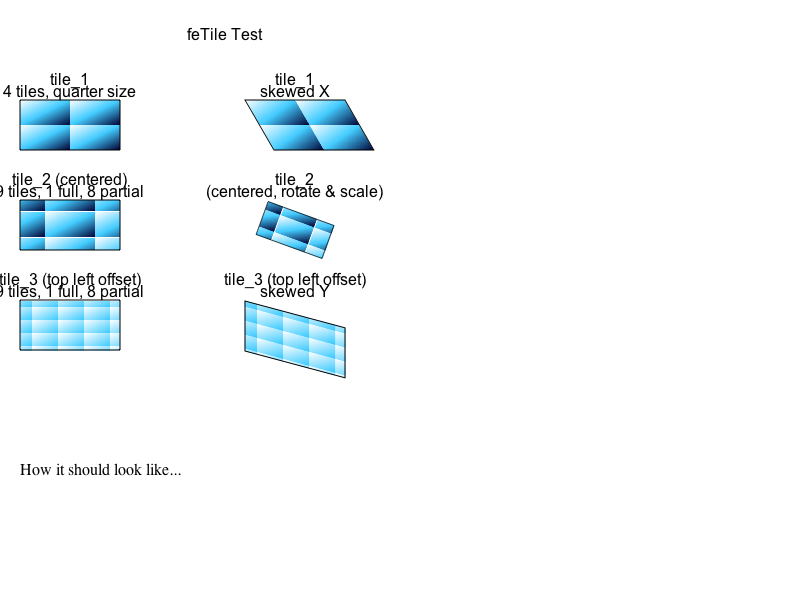 feTile Test
tile_1
4 tiles, quarter size
tile_1
skewed X
tile_2 (centered)
9 tiles, 1 full, 8 partial
tile_2
(centered, rotate & scale)
tile_3 (top left offset)
9 tiles, 1 full, 8 partial
tile_3 (top left offset)
skewed Y
How it should look like...